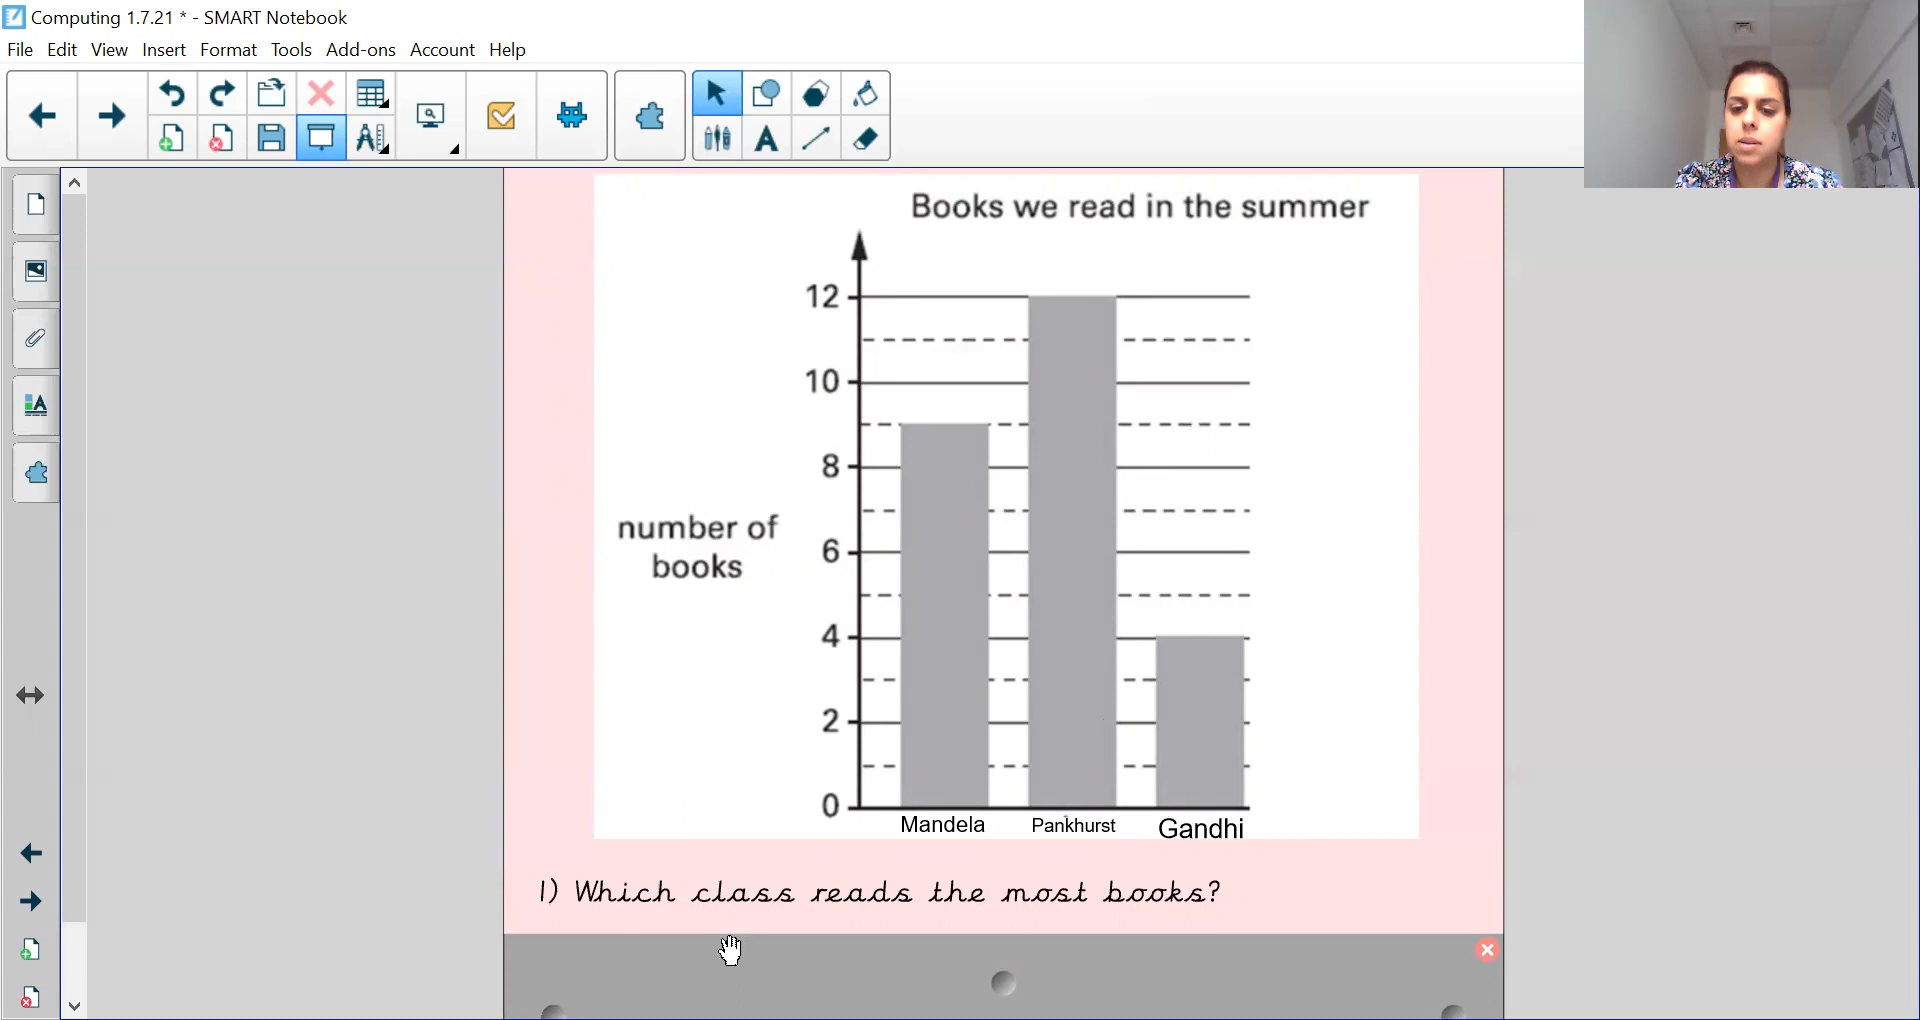 Computing 1.7.21 * - SMART Notebook
File Edit View Insert Format Tools Add-ons Account Help
Books we read in the summer
12
10
8
number of
books
6
4
2
0
Mandela Pankhurst Gandhi
1) Which class reads the most books?